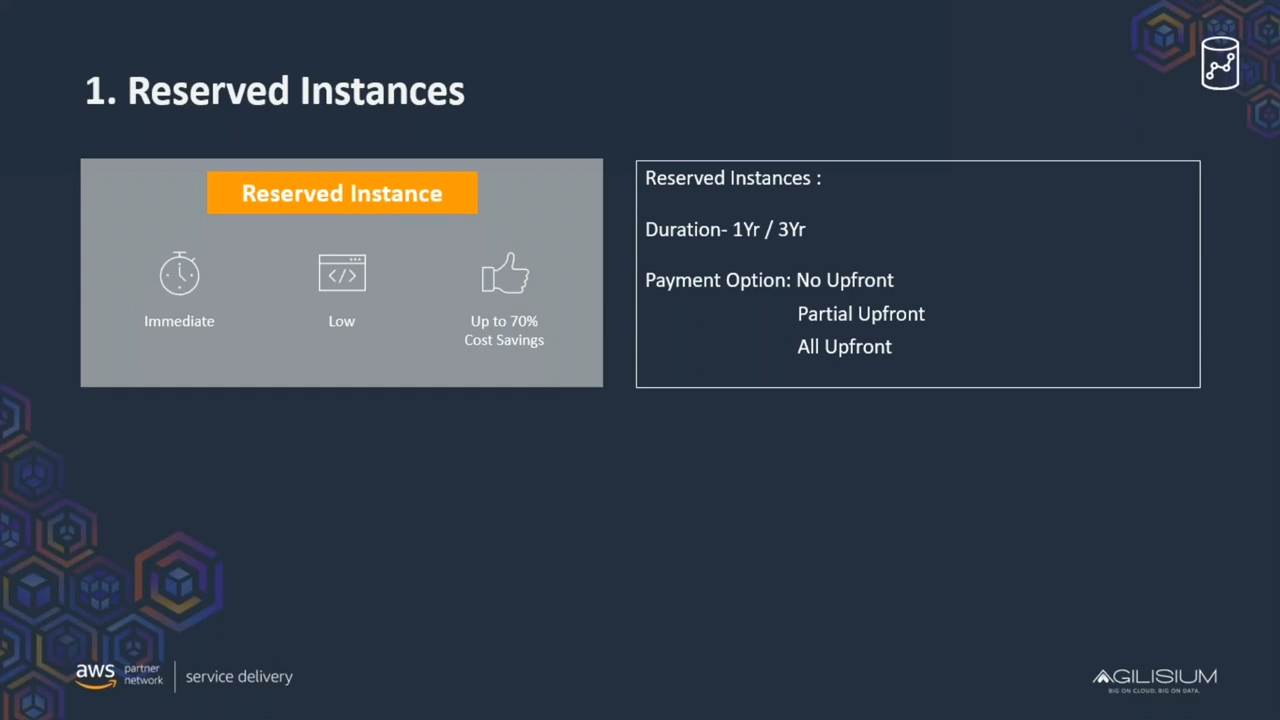 1. Reserved Instances
Reserved Instance
Immediate
Low
Up to 70%
Cost Savings
Reserved Instances :
Duration- 1Yr / 3Yr
Payment Option: No Upfront
Partial Upfront
All Upfront
aws
partner
network
service delivery
AGILISIUM
BIG ON CLOUD, BIG ON DATA.